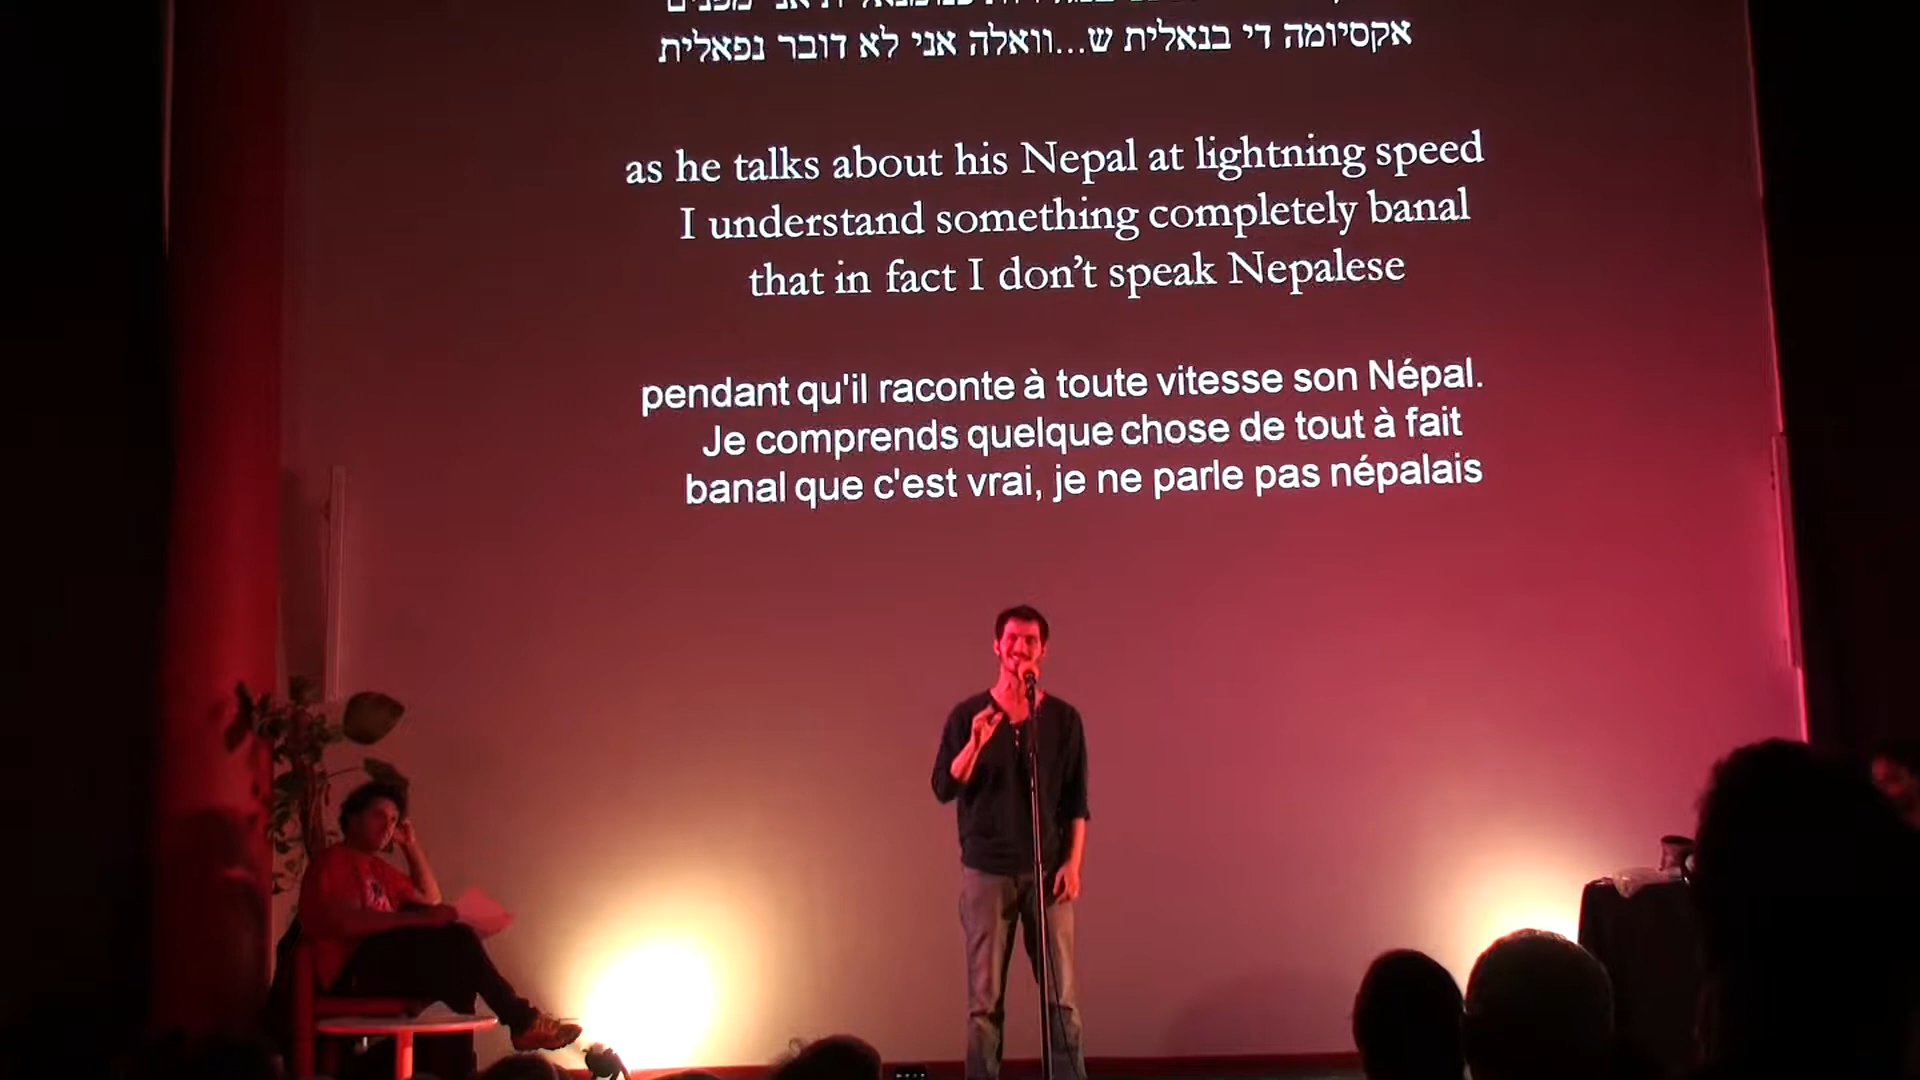 אקסיומה די בנאלית ש...וואלה אני לא דובר נפאלית
as he talks about his Nepal at lightning speed
I understand something completely banal
that in fact I don’t speak Nepalese
pendant qu'il raconte à toute vitesse son Népal.
Je comprends quelque chose de tout à fait
banal que c'est vrai, je ne parle pas népalais